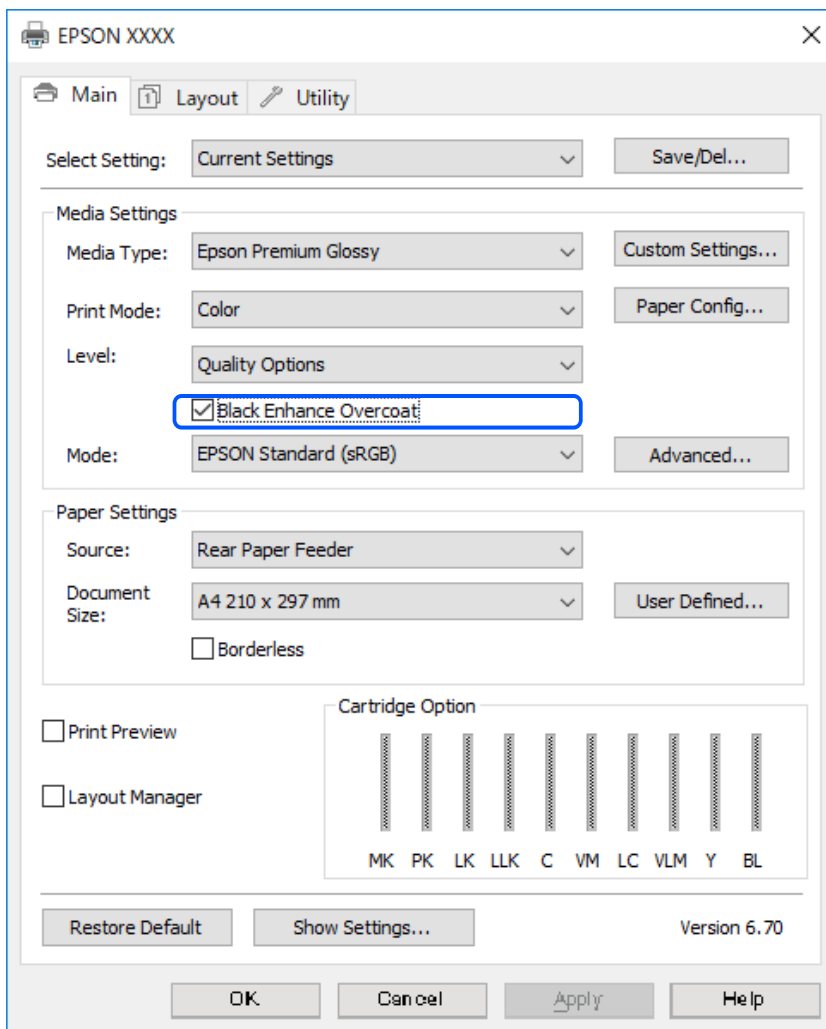 EPSON XXXX
Main 1 Layout Utility
Select Setting: Current Settings Save/Del...
Media Settings
Media Type: Epson Premium Glossy Custom Settings...
Print Mode: Color Paper Config...
Level: Quality Options
Black Enhance Overcoat
Mode: EPSON Standard (sRGB) Advanced...
Paper Settings
Source: Rear Paper Feeder
Document
Size: A4 210 x 297 mm User Defined...
Borderless
Cartridge Option
Print Preview
Layout Manager
MK PK LK LLK C VM LC VLM Y BL
Restore Default Show Settings... Version 6.70
OK Cancel Apply Help